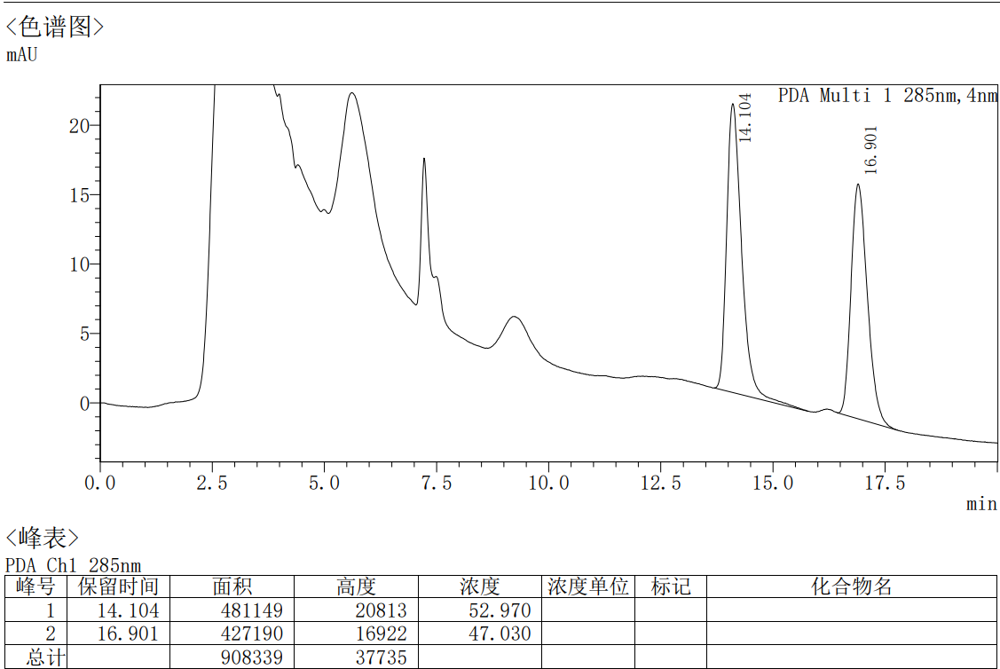 <色谱图>
mAU
PDA Multi 1 285nm,4nm
14.104
16.901
20
15
10
5
0
0.0 2.5 5.0 7.5 10.0 12.5 15.0 17.5
min
<峰表>
PDA Ch1 285nm
峰号 保留时间 面积 高度 浓度 浓度单位 标记 化合物名
1 14.104 481149 20813 52.970
2 16.901 427190 16922 47.030
总计 908339 37735